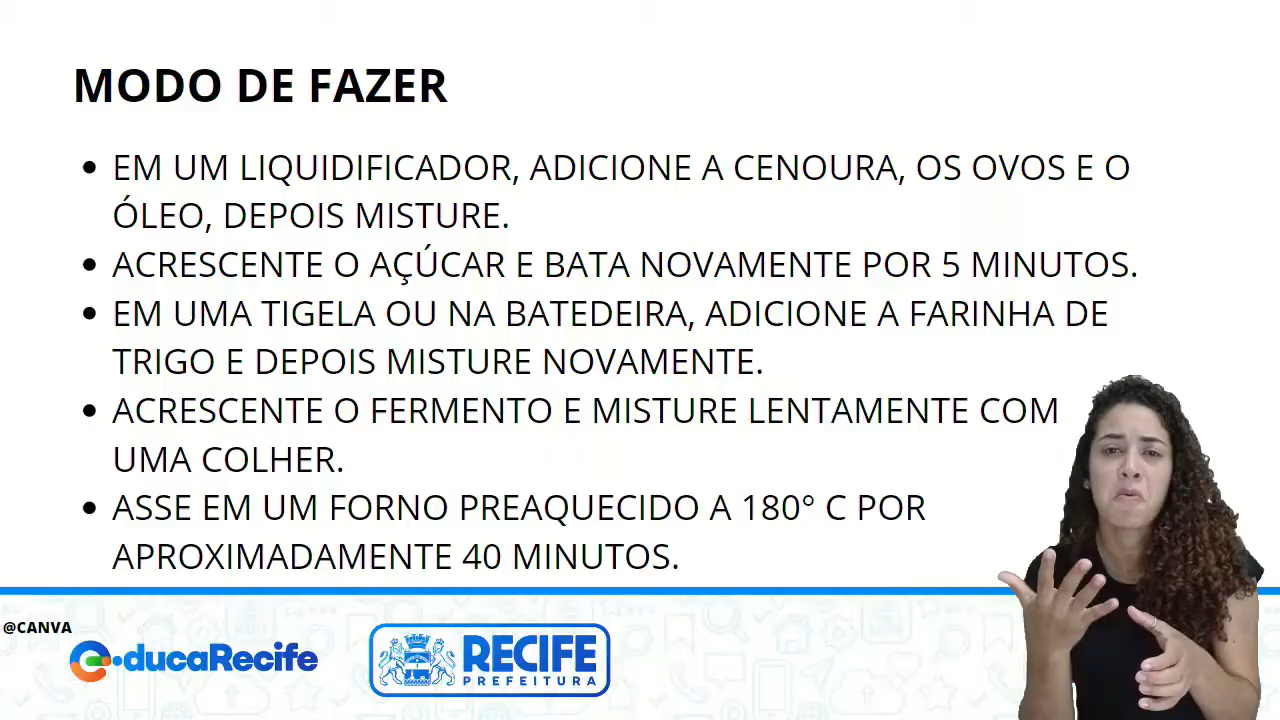 MODO DE FAZER
• EM UM LIQUIDIFICADOR, ADICIONE A CENOURA, OS OVOS E O
ÓLEO, DEPOIS MISTURE.
• ACRESCENTE O AÇÚCAR E BATA NOVAMENTE POR 5 MINUTOS.
• EM UMA TIGELA OU NA BATEDEIRA, ADICIONE A FARINHA DE
TRIGO E DEPOIS MISTURE NOVAMENTE.
• ACRESCENTE O FERMENTO E MISTURE LENTAMENTE COM
UMA COLHER.
• ASSE EM UM FORNO PREAQUECIDO A 180° C POR
APROXIMADAMENTE 40 MINUTOS.
@CANVA
educaRecife
RECIFE
PREFEITURA